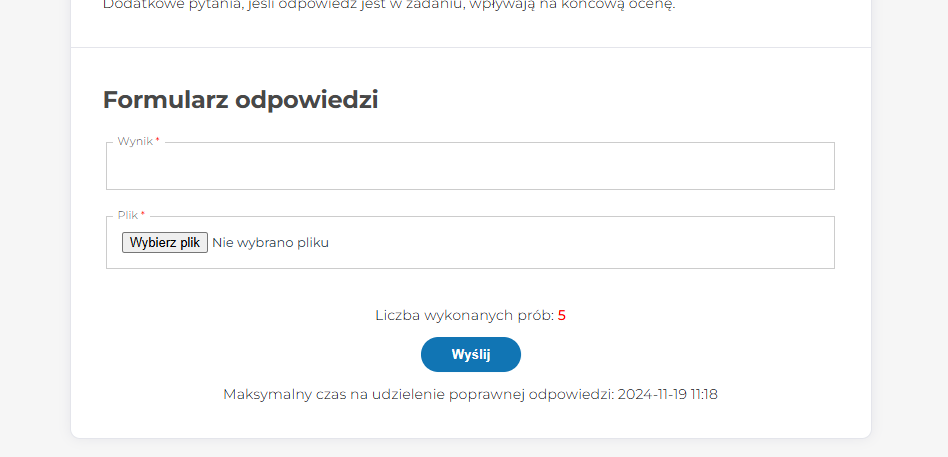 Dodatkowe pytania, jeśli odpowiedź jest w zadaniu, wpływają na końcową ocenę.
Formularz odpowiedzi
Wynik *
Plik *
Wybierz plik Nie wybrano pliku
Liczba wykonanych prób: 5
Wyślij
Maksymalny czas na udzielenie poprawnej odpowiedzi: 2024-11-19 11:18